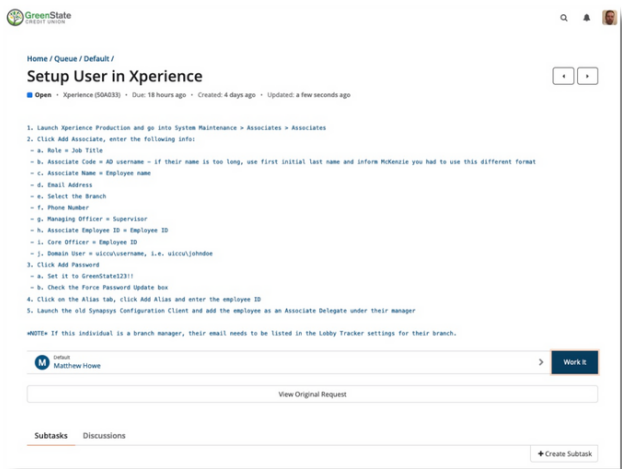 GreenState
CREDIT UNION
Home / Queue / Default /
Setup User in Xperience
Open • Xperience (50A033) • Due: 18 hours ago • Created: 4 days ago • Updated: a few seconds ago
1. Launch Xperience Production and go into System Maintenance > Associates > Associates
2. Click Add Associate, enter the following info:
- a. Role = Job Title
- b. Associate Code = AD username - if their name is too long, use first initial last name and inform McKenzie you had to use this different format
- c. Associate Name = Employee name
- d. Email Address
- e. Select the Branch
- f. Phone Number
- g. Managing Officer = Supervisor
- h. Associate Employee ID = Employee ID
- i. Core Officer = Employee ID
- j. Domain User = uiccu\username, i.e. uiccu\johndoe
3. Click Add Password
- a. Set it to GreenState123!!
- b. Check the Force Password Update box
4. Click on the Alias tab, click Add Alias and enter the employee ID
5. Launch the old Synapsys Configuration Client and add the employee as an Associate Delegate under their manager
*NOTE* If this individual is a branch manager, their email needs to be listed in the Lobby Tracker settings for their branch.
M
Default
Matthew Howe
Work It
View Original Request
Subtasks Discussions
+ Create Subtask